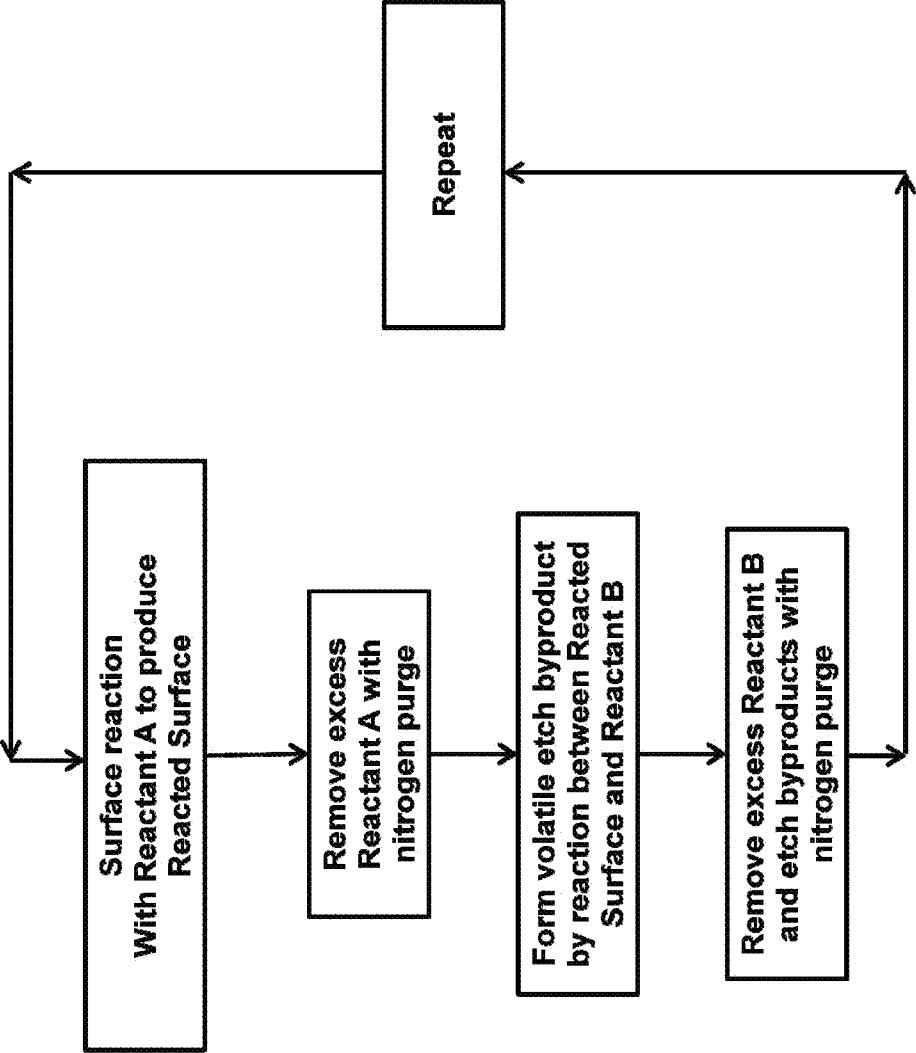 Surface reaction
With Reactant A to produce
Reacted Surface
Remove excess
Reactant A with
nitrogen purge
Form volatile etch byproduct
by reaction between Reacted
Surface and Reactant B
Remove excess Reactant B
and etch byproducts with
nitrogen purge
Repeat